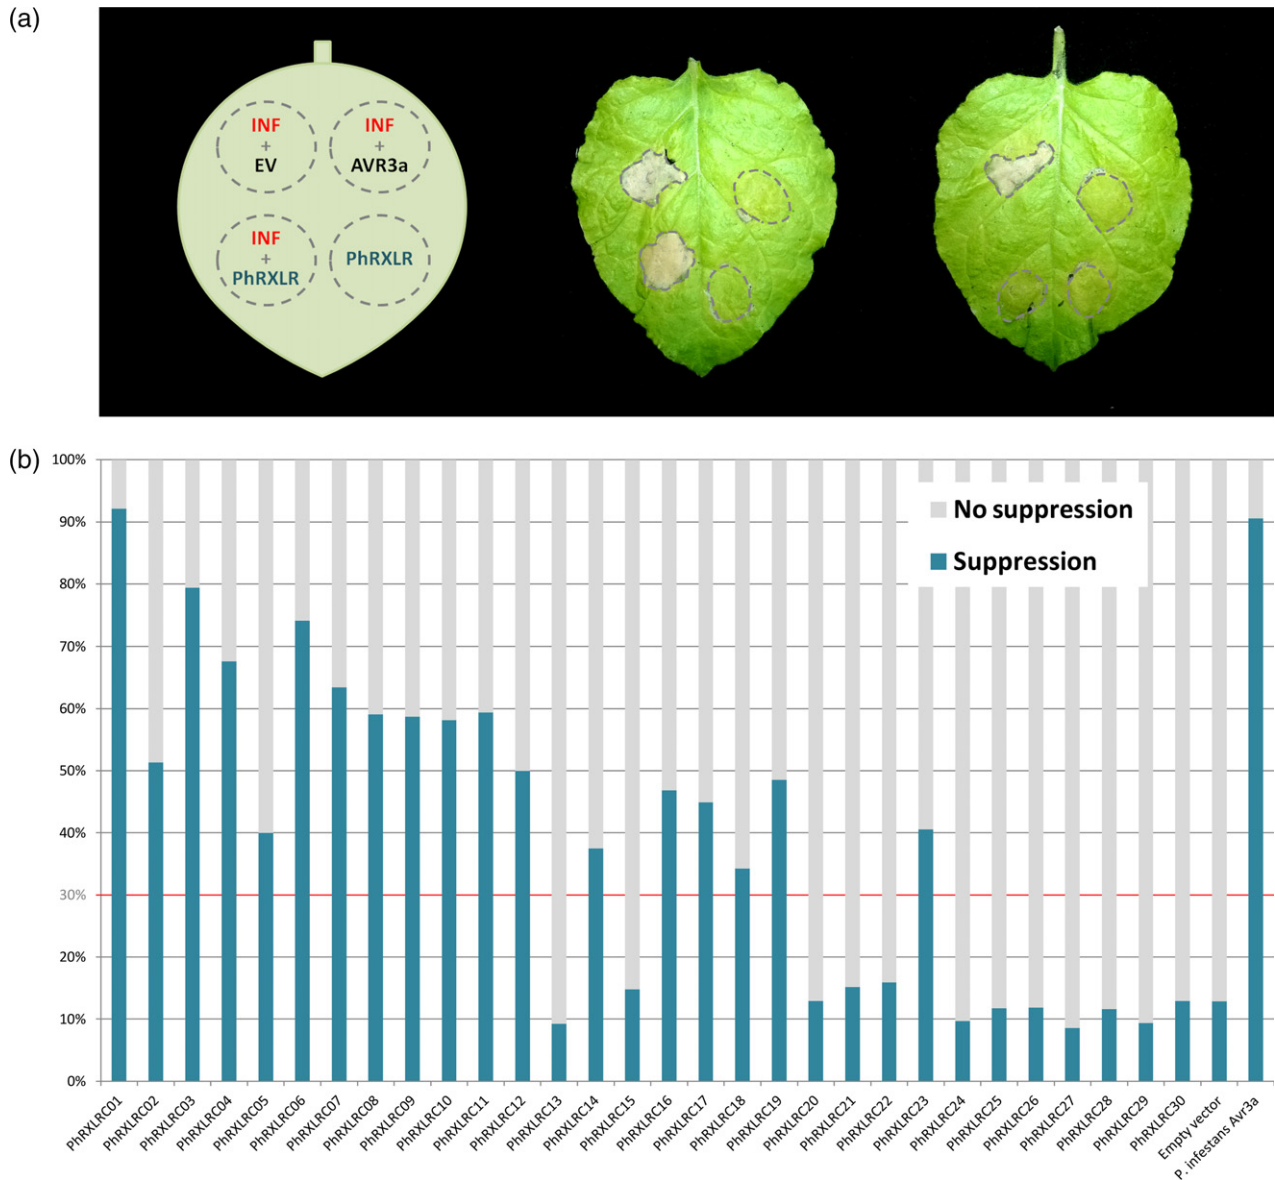 (a)
INF
+
EV
INF
+
AVR3a
INF
+
PhRXLR
PhRXLR
(b)
100%
90%
80%
70%
60%
50%
40%
30%
20%
10%
0%
No suppression
Suppression
PhRXLRC01
PhRXLRC02
PhRXLRC03
PhRXLRC04
PhRXLRC05
PhRXLRC06
PhRXLRC07
PhRXLRC08
PhRXLRC09
PhRXLRC10
PhRXLRC11
PhRXLRC12
PhRXLRC13
PhRXLRC14
PhRXLRC15
PhRXLRC16
PhRXLRC17
PhRXLRC18
PhRXLRC19
PhRXLRC20
PhRXLRC21
PhRXLRC22
PhRXLRC23
PhRXLRC24
PhRXLRC25
PhRXLRC26
PhRXLRC27
PhRXLRC28
PhRXLRC29
PhRXLRC30
Empty vector
P. infestans Avr3a